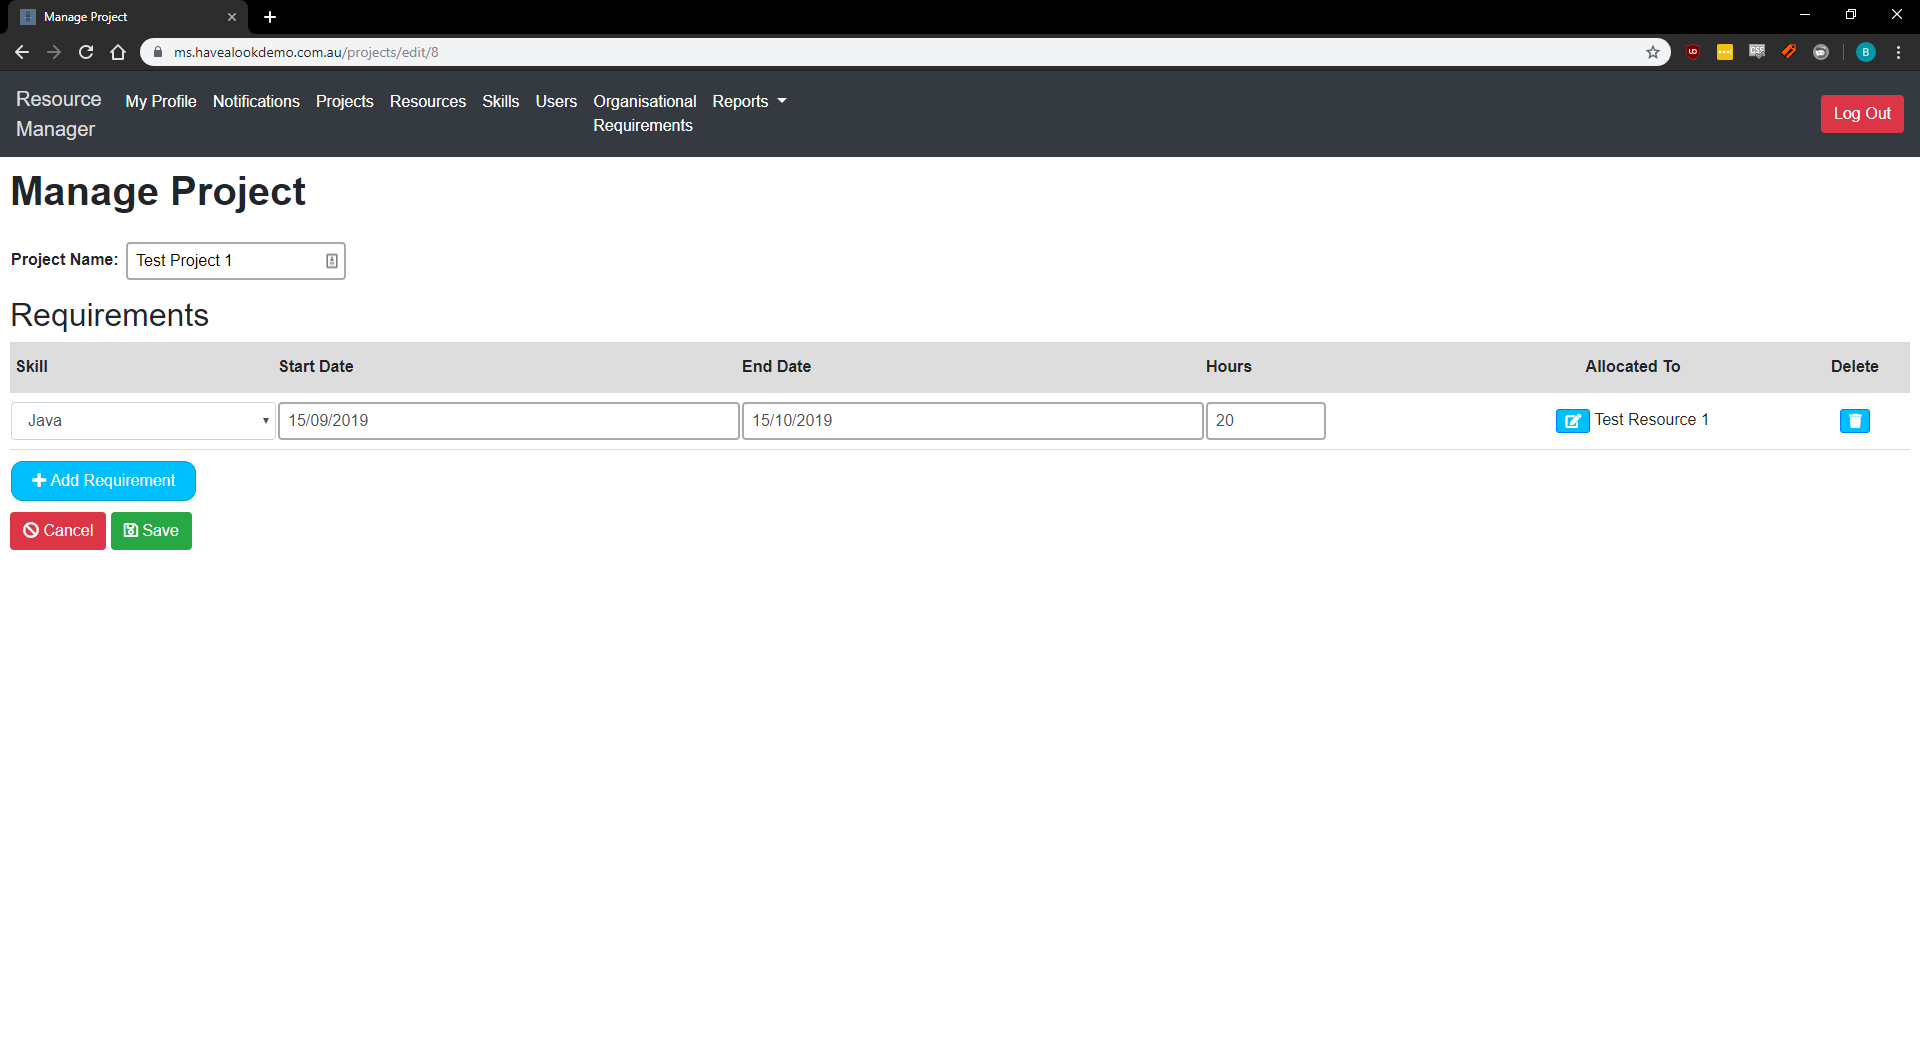 Manage Project
ms.havealookdemo.com.au/projects/edit/8
B
Resource Manager
My Profile Notifications Projects Resources Skills Users Organisational Requirements Reports
Log Out
Manage Project
Project Name: Test Project 1
Requirements
Skill Start Date End Date Hours Allocated To Delete
Java 15/09/2019 15/10/2019 20 Test Resource 1
Add Requirement
Cancel Save